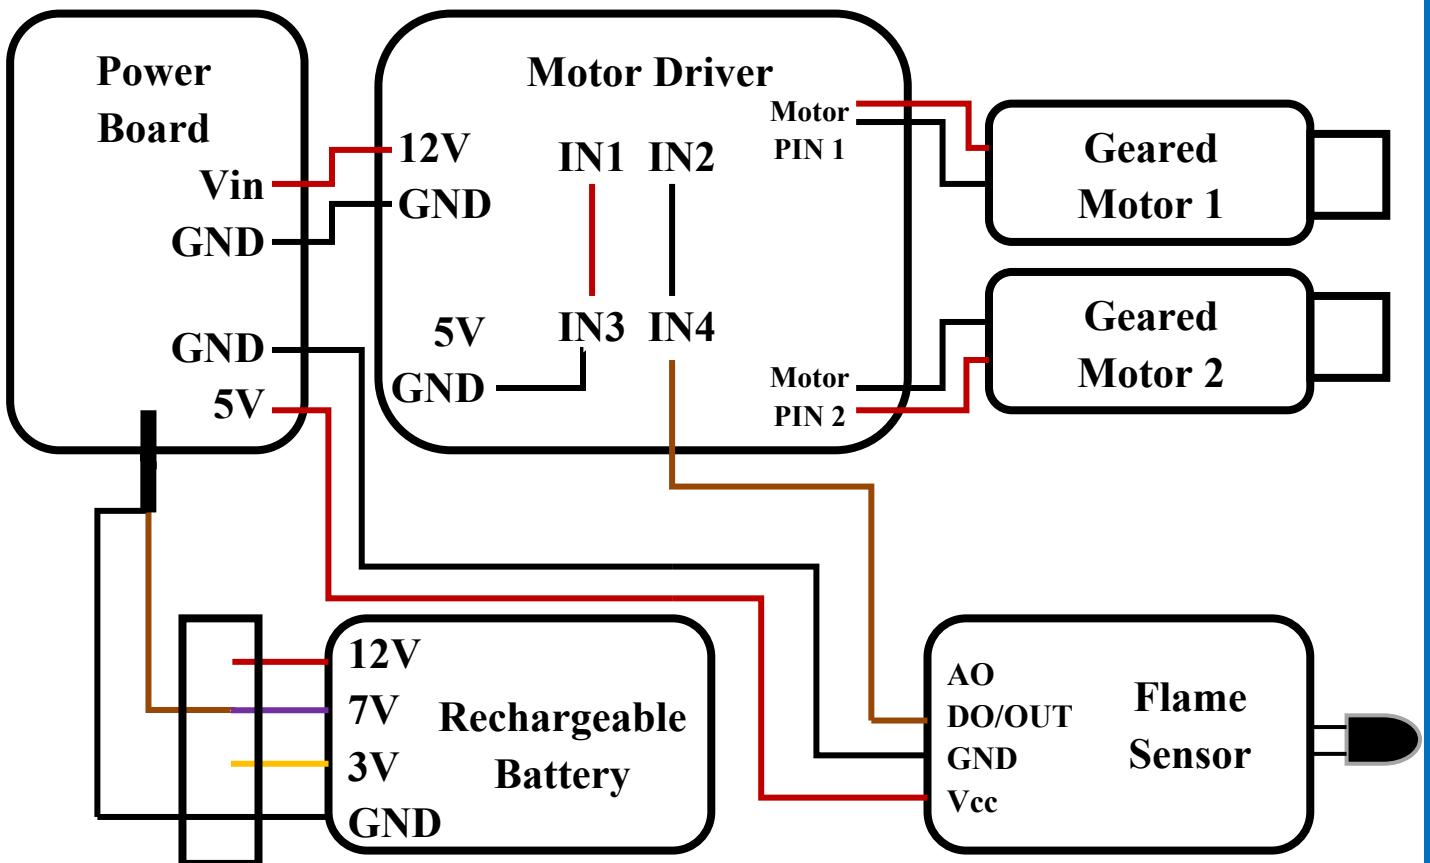 Power
Board
Vin
GND
GND
5V
Motor Driver
12V
GND
IN1 IN2
IN3 IN4
5V
GND
Motor
PIN 1
Motor
PIN 2
Geared
Motor 1
Geared
Motor 2
12V
7V
3V
GND
Rechargeable
Battery
AO
DO/OUT
GND
Vcc
Flame
Sensor